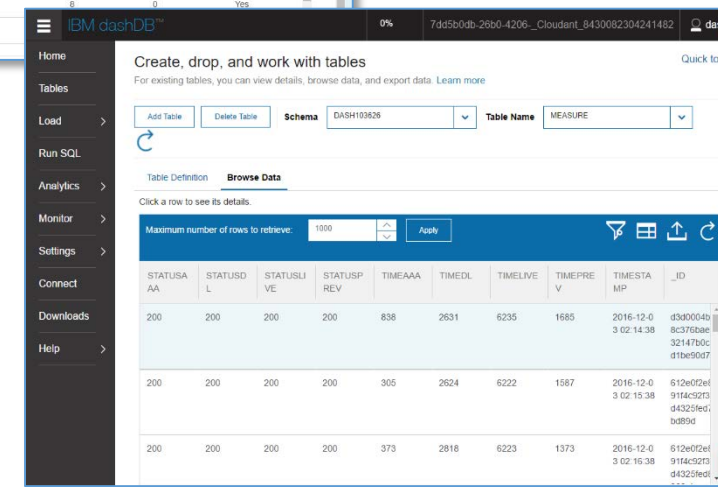 8 0 Yes
IBM dashDB™ 0% 7dd5b0db-26b0-4206-_Cloudant_8430082304241482 das
Home
Tables
Load
Run SQL
Analytics
Monitor
Settings
Connect
Downloads
Help
Create, drop, and work with tables Quick to
For existing tables, you can view details, browse data, and export data. Learn more
Add Table Delete Table Schema DASH103626 Table Name MEASURE
Table Definition Browse Data
Click a row to see its details.
Maximum number of rows to retrieve: 1000 Apply
STATUSA STATUSD STATUSLI STATUSP TIMEAAA TIMEDL TIMELIVE TIMEPRE TIMESTA _ID
AA L VE REV V MP
200 200 200 200 838 2631 6235 1685 2016-12-0 d3d0004b
3 02:14:38 8c376bae
32147b0c
d1be90d7
200 200 200 200 305 2624 6222 1587 2016-12-0 612e0f2e8
3 02:15:38 91f4c92f3
d4325fed7
bd89d
200 200 200 200 373 2818 6223 1373 2016-12-0 612e0f2e8
3 02:16:38 91f4c92f3
d4325fed8